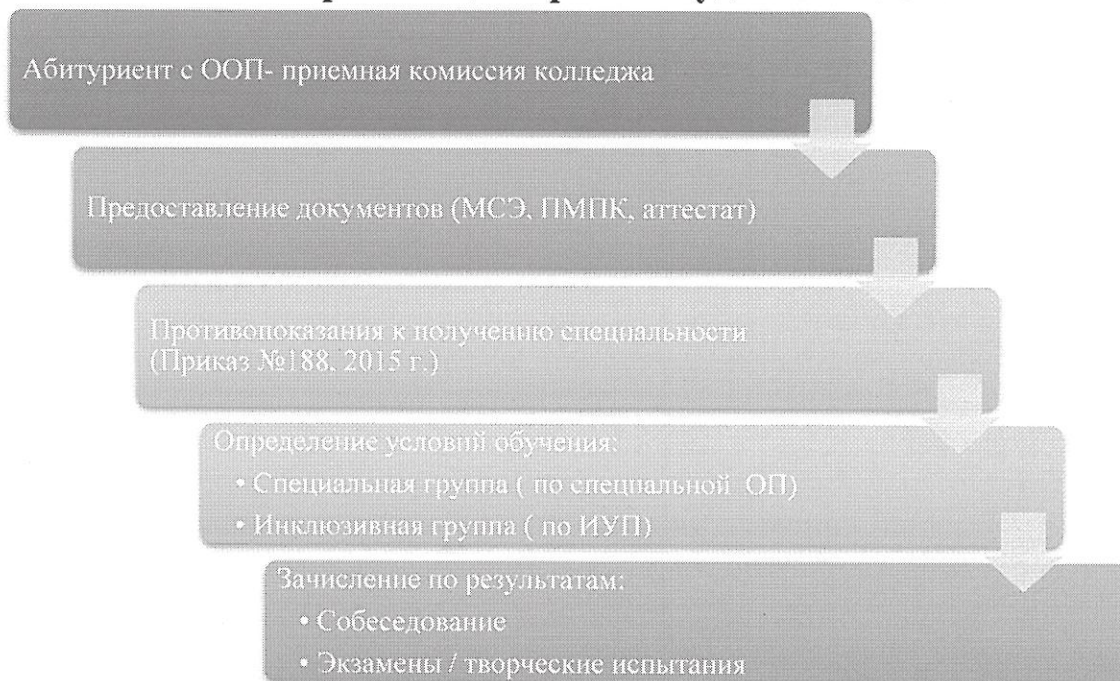 Абитуриент с ООП- приемная комиссия колледжа
Предоставление документов (МСЭ, ПМПК, аттестат)
Противопоказания к получению специальности
(Приказ №188, 2015 г.)
Определение условий обучения:
• Специальная группа ( по специальной ОП)
• Инклюзивная группа ( по ИУП)
Зачисление по результатам:
• Собеседование
• Экзамены / творческие испытания